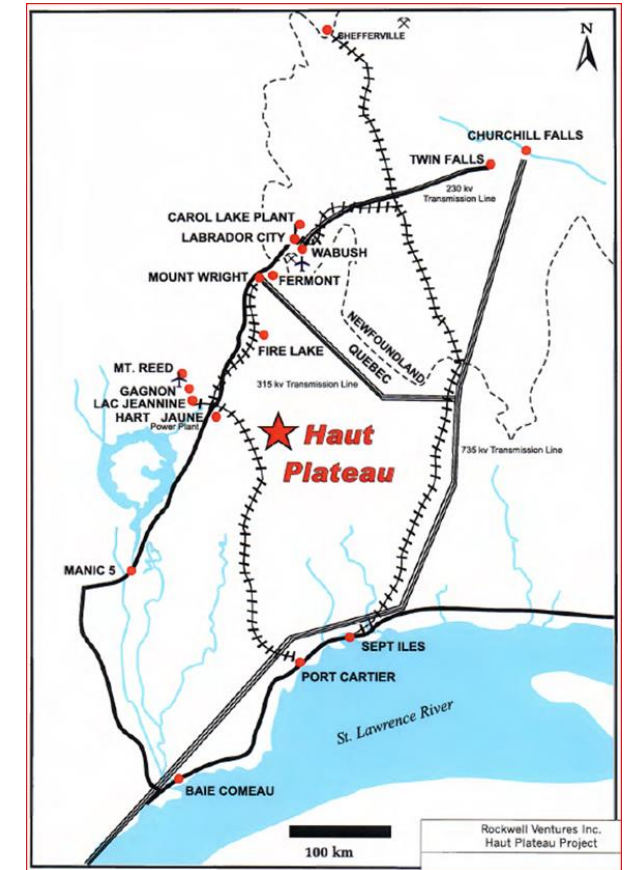 SHEFFERVILLE
N
CHURCHILL FALLS
TWIN FALLS
230 kv
Transmission Line
CAROL LAKE PLANT
LABRADOR CITY
WABUSH
MOUNT WRIGHT
FERMONT
NEWFOUNDLAND
QUEBEC
FIRE LAKE
MT. REED
315 kv Transmission Line
GAGNON
LAC JEANNINE
HART JAUNE
Power Plant
Haut
Plateau
735 kv Transmission Line
MANIC 5
SEPT ILES
PORT CARTIER
St. Lawrence River
BAIE COMEAU
100 km
Rockwell Ventures Inc.
Haut Plateau Project